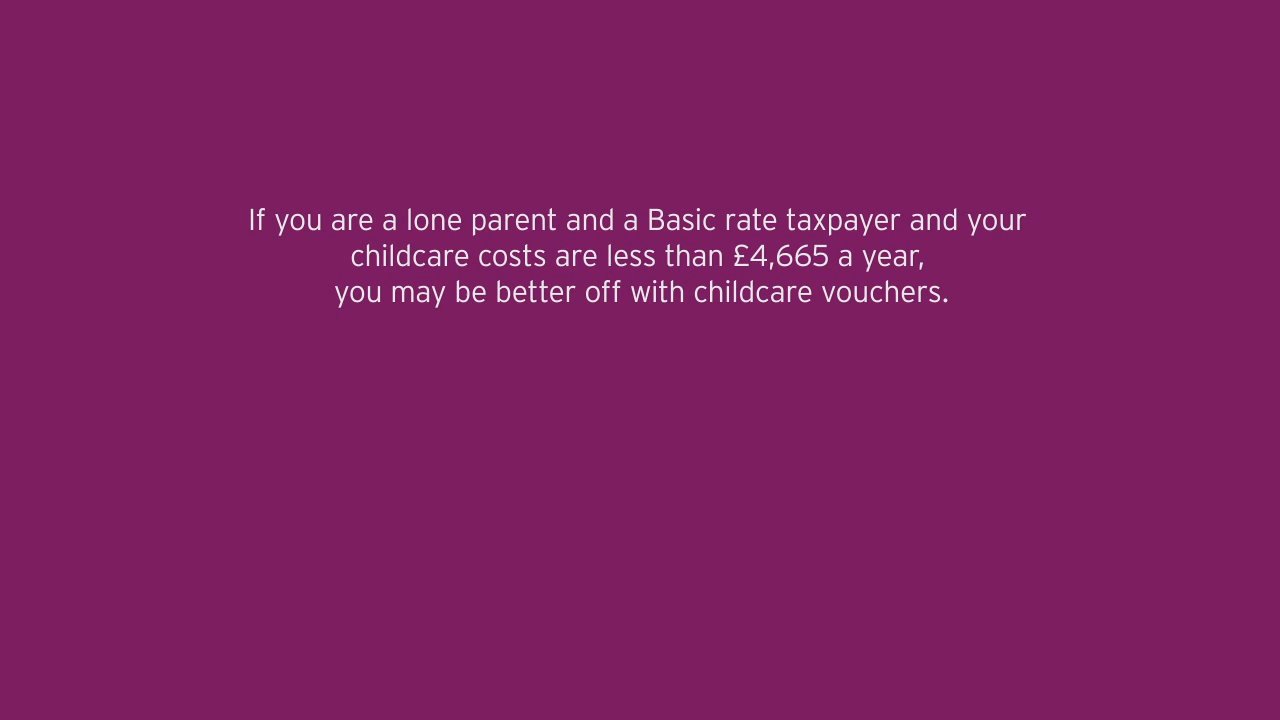 If you are a lone parent and a Basic rate taxpayer and your
childcare costs are less than £4,665 a year,
you may be better off with childcare vouchers.